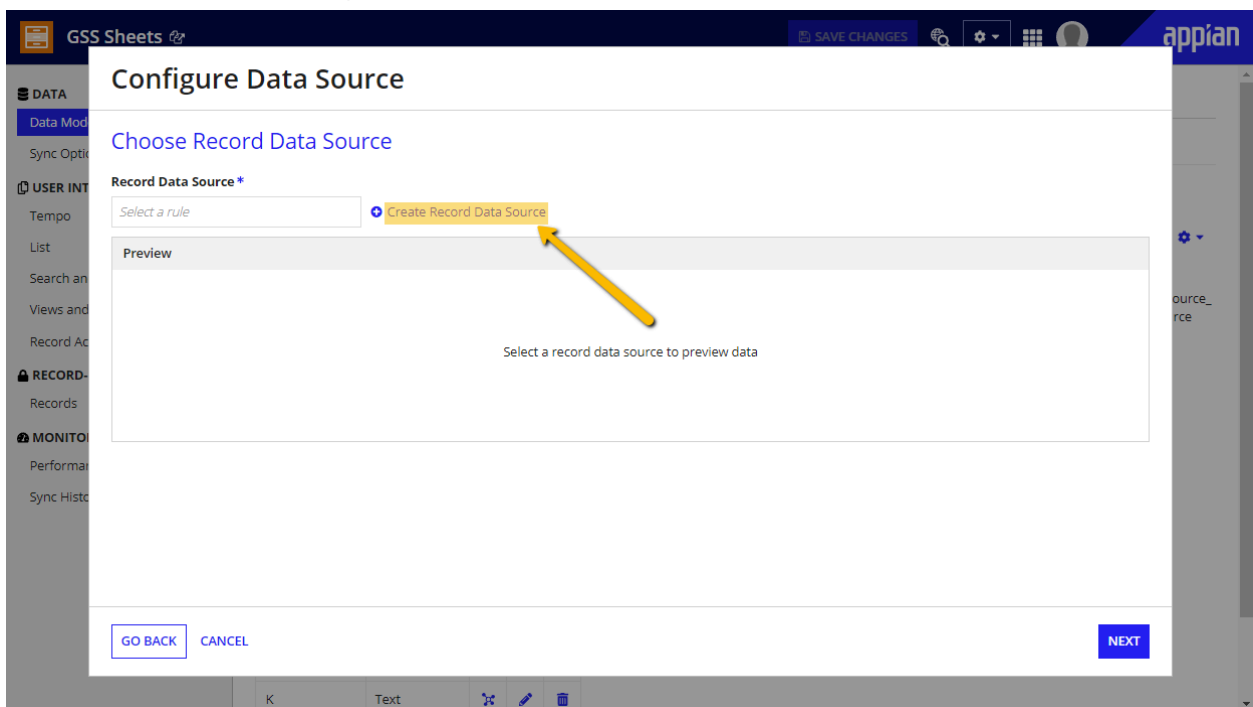 GSS Sheets
SAVE CHANGES
appian
DATA
Data Mod
Sync Optio
USER INT
Tempo
List
Search an
Views and
Record Ac
RECORD-
Records
MONITO
Performan
Sync Histo
Configure Data Source
Choose Record Data Source
Record Data Source *
Select a rule
Create Record Data Source
Preview
Select a record data source to preview data
ource_
rce
GO BACK
CANCEL
NEXT
K Text